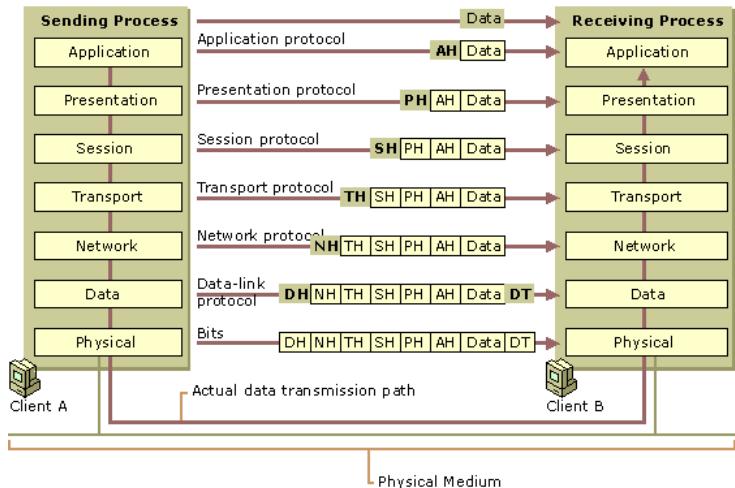 Sending Process
Data
Receiving Process
Application
Application protocol
AH Data
Application
Presentation
Presentation protocol
PH AH Data
Presentation
Session
Session protocol
SH PH AH Data
Session
Transport
Transport protocol
TH SH PH AH Data
Transport
Network
Network protocol
NH TH SH PH AH Data
Network
Data
Data-link
protocol
DH NH TH SH PH AH Data DT
Data
Physical
Bits
DH NH TH SH PH AH Data DT
Physical
Client A
Actual data transmission path
Client B
Physical Medium